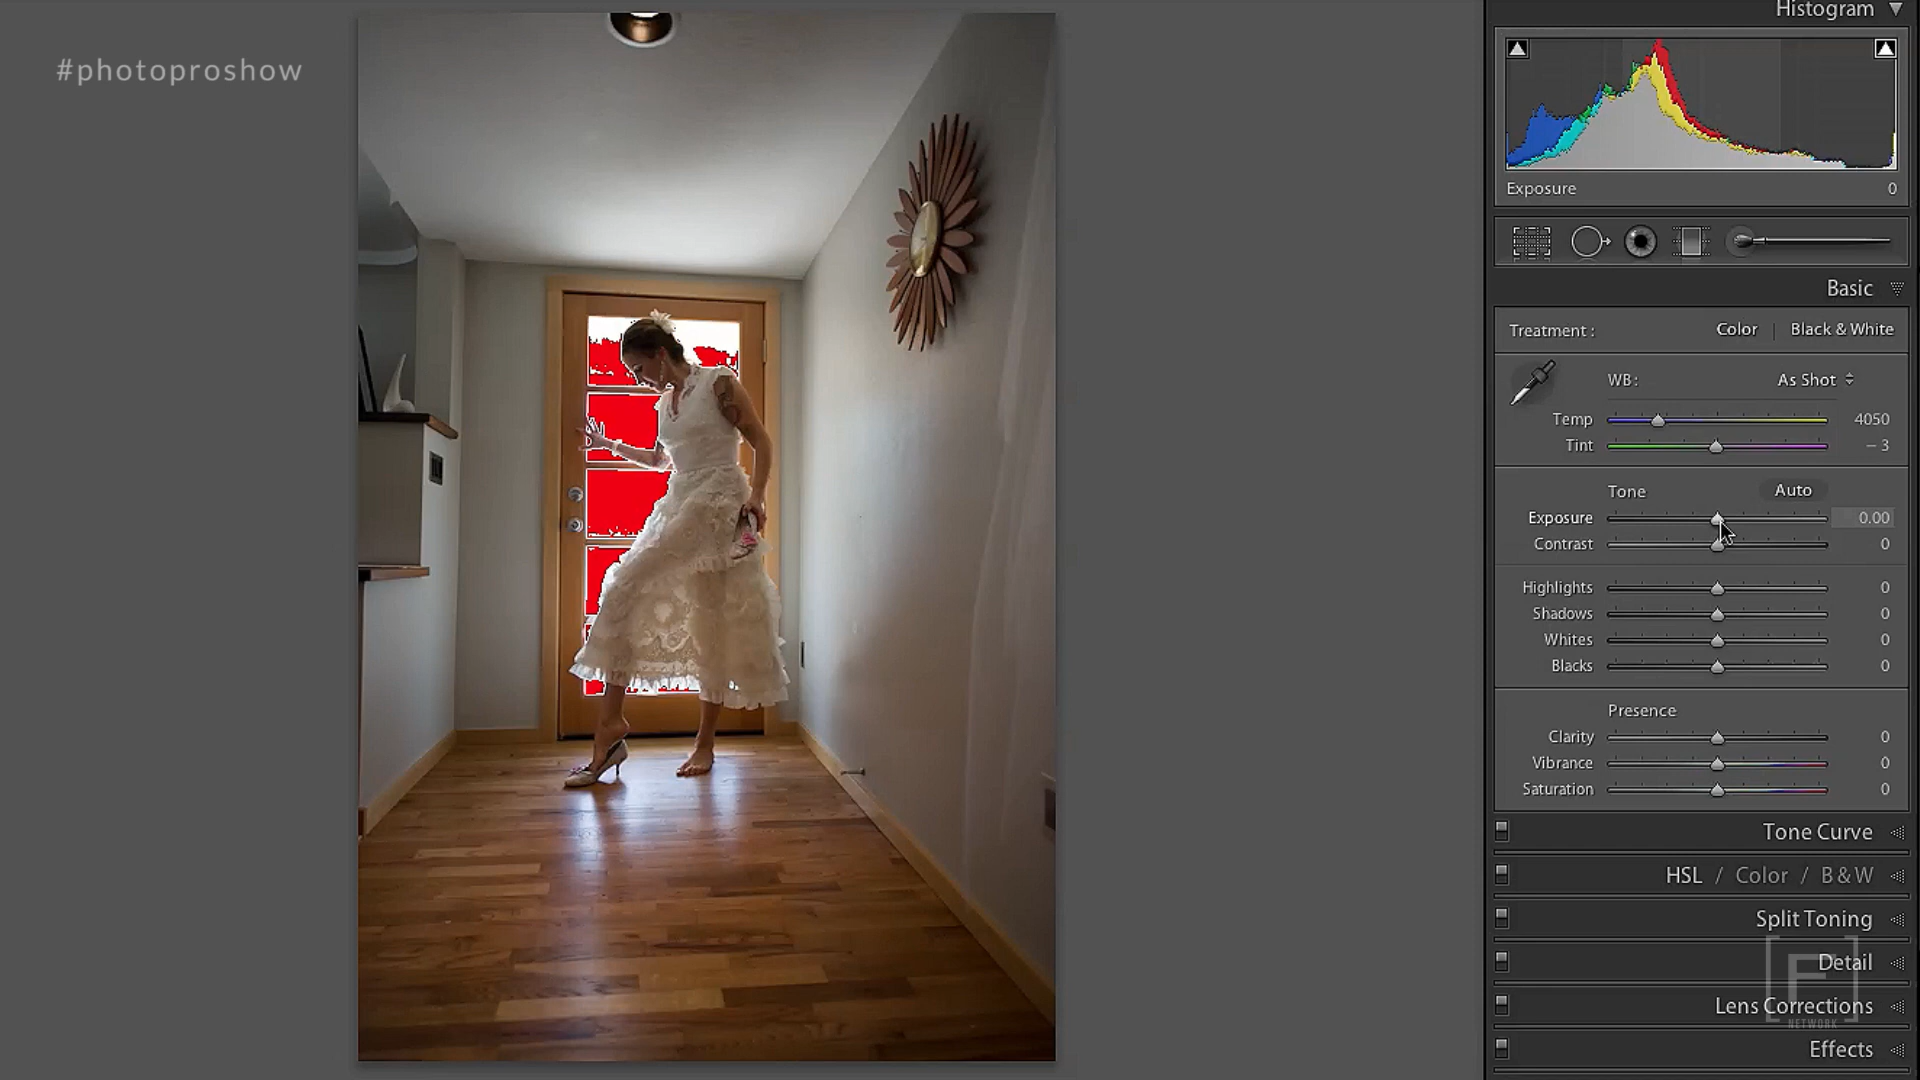 #photoproshow
Histogram
Exposure 0
Basic
Treatment : Color | Black & White
WB: As Shot
Temp 4050
Tint – 3
Tone Auto
Exposure 0.00
Contrast 0
Highlights 0
Shadows 0
Whites 0
Blacks 0
Presence
Clarity 0
Vibrance 0
Saturation 0
Tone Curve
HSL / Color / B & W
Split Toning
Detail
Lens Corrections
Effects
[F]
NETWORK